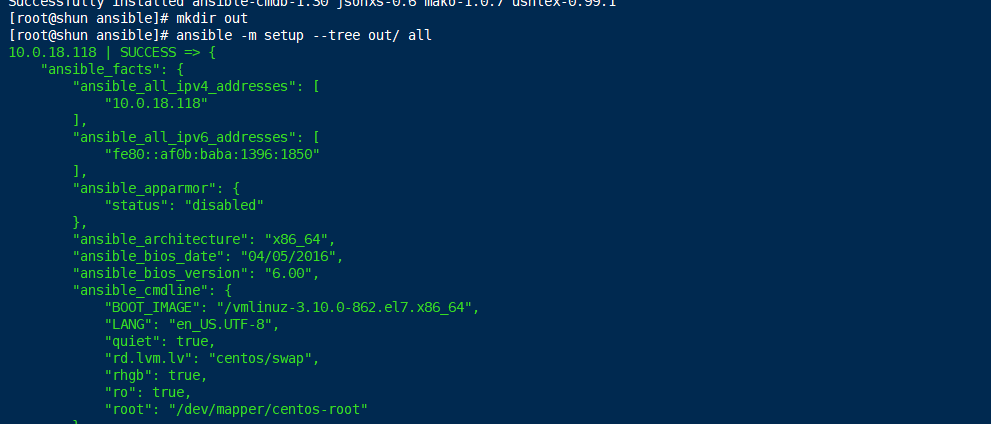 Successfully installed ansible-cmdb-1.30 jsonxs-0.6 mako-1.0.7 ushlex-0.99.1
[root@shun ansible]# mkdir out
[root@shun ansible]# ansible -m setup --tree out/ all
10.0.18.118 | SUCCESS => {
    "ansible_facts": {
        "ansible_all_ipv4_addresses": [
            "10.0.18.118"
        ],
        "ansible_all_ipv6_addresses": [
            "fe80::af0b:baba:1396:1850"
        ],
        "ansible_apparmor": {
            "status": "disabled"
        },
        "ansible_architecture": "x86_64",
        "ansible_bios_date": "04/05/2016",
        "ansible_bios_version": "6.00",
        "ansible_cmdline": {
            "BOOT_IMAGE": "/vmlinuz-3.10.0-862.el7.x86_64",
            "LANG": "en_US.UTF-8",
            "quiet": true,
            "rd.lvm.lv": "centos/swap",
            "rhgb": true,
            "ro": true,
            "root": "/dev/mapper/centos-root"